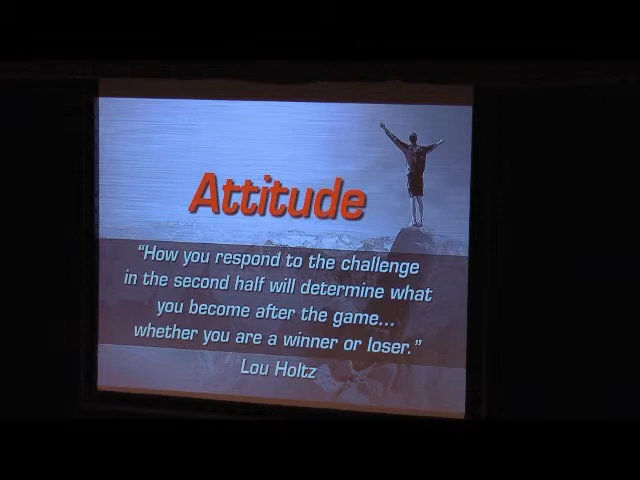 Attitude
“How you respond to the challenge
in the second half will determine what
you become after the game...
whether you are a winner or loser.”
Lou Holtz